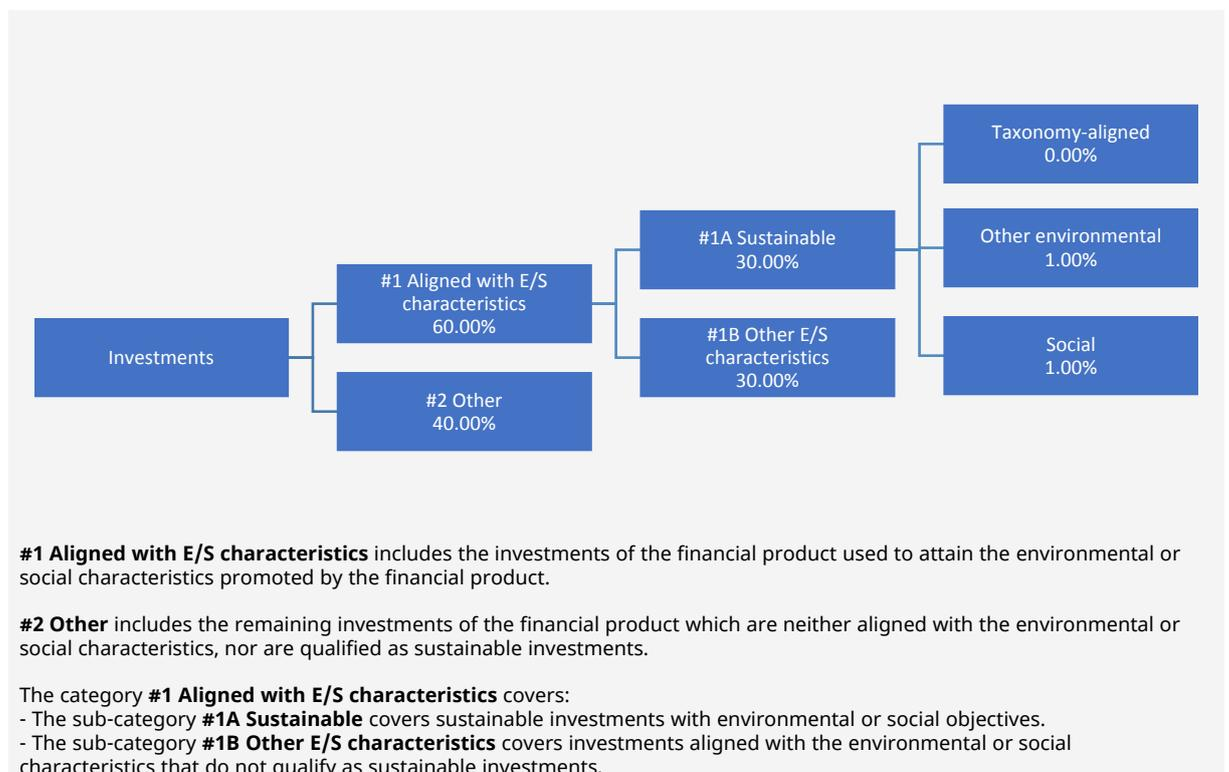 Taxonomy-aligned
0.00%
Other environmental
1.00%
Social
1.00%
#1A Sustainable
30.00%
#1B Other E/S
characteristics
30.00%
#1 Aligned with E/S
characteristics
60.00%
#2 Other
40.00%
Investments
#1 Aligned with E/S characteristics includes the investments of the financial product used to attain the environmental or
social characteristics promoted by the financial product.
#2 Other includes the remaining investments of the financial product which are neither aligned with the environmental or
social characteristics, nor are qualified as sustainable investments.
The category #1 Aligned with E/S characteristics covers:
- The sub-category #1A Sustainable covers sustainable investments with environmental or social objectives.
- The sub-category #1B Other E/S characteristics covers investments aligned with the environmental or social
characteristics that do not qualify as sustainable investments.